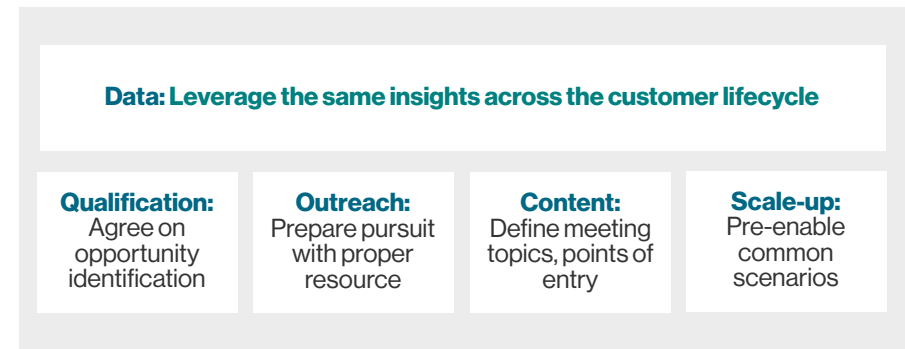 Data: Leverage the same insights across the customer lifecycle
Qualification:
Agree on
opportunity
identification
Outreach:
Prepare pursuit
with proper
resource
Content:
Define meeting
topics, points of
entry
Scale-up:
Pre-enable
common
scenarios